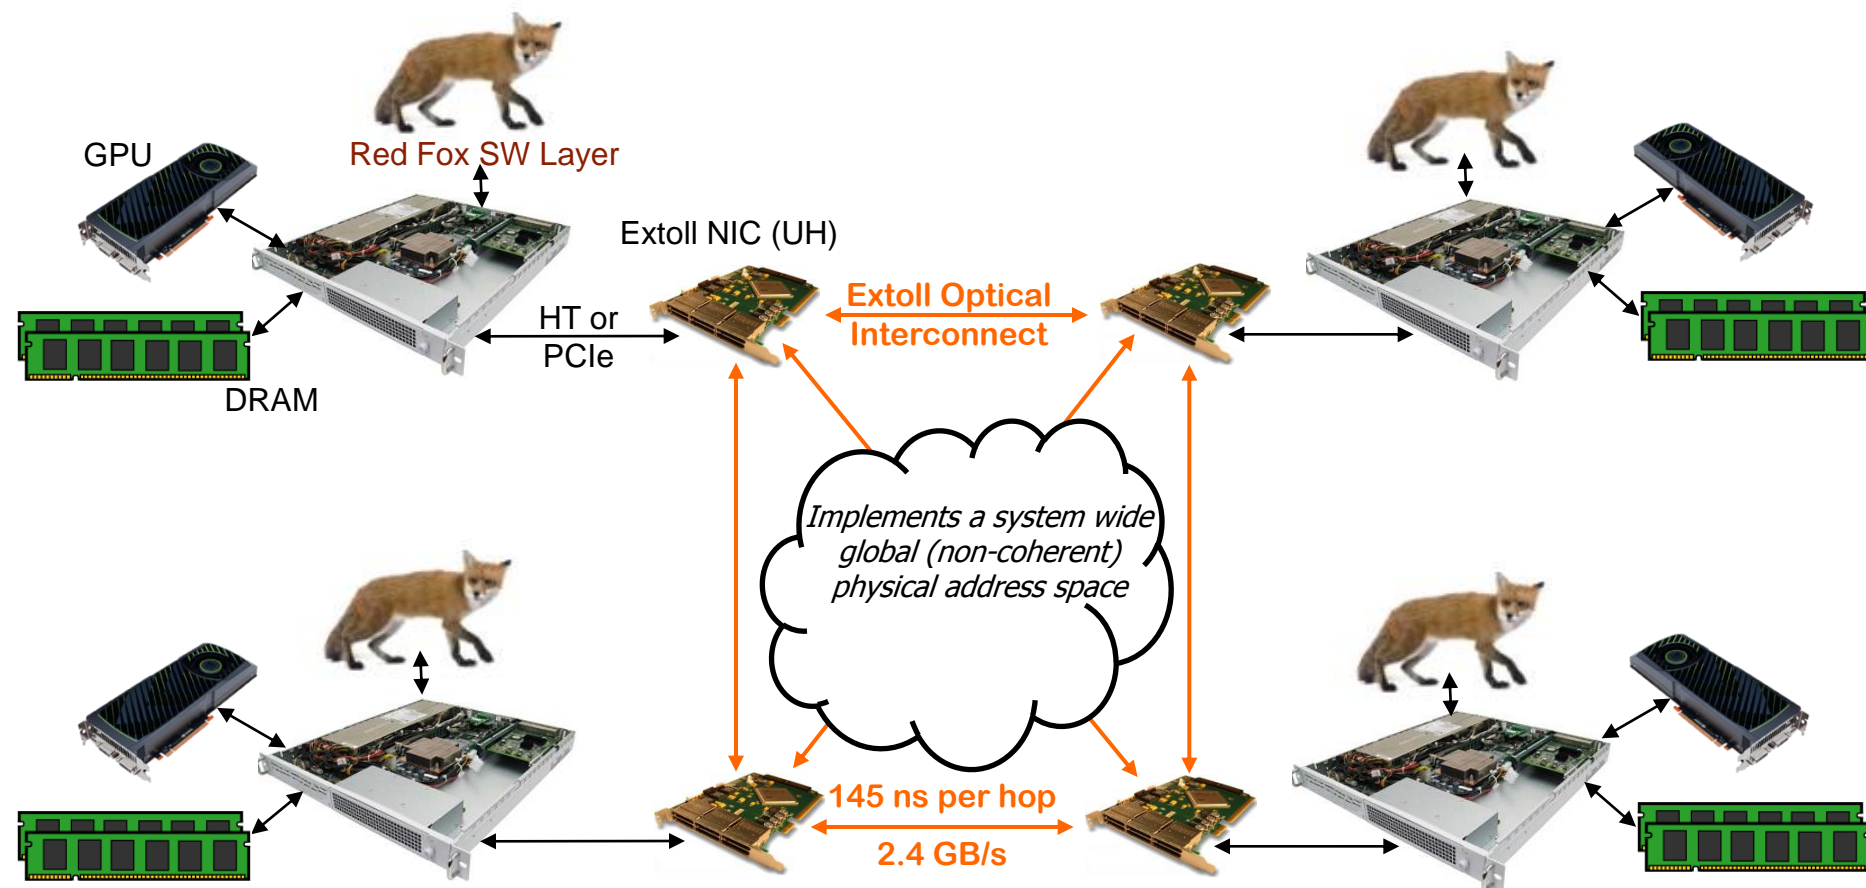 GPU
Red Fox SW Layer
Extoll NIC (UH)
Extoll Optical
Interconnect
HT or
PCIe
DRAM
Implements a system wide
global (non-coherent)
physical address space
145 ns per hop
2.4 GB/s